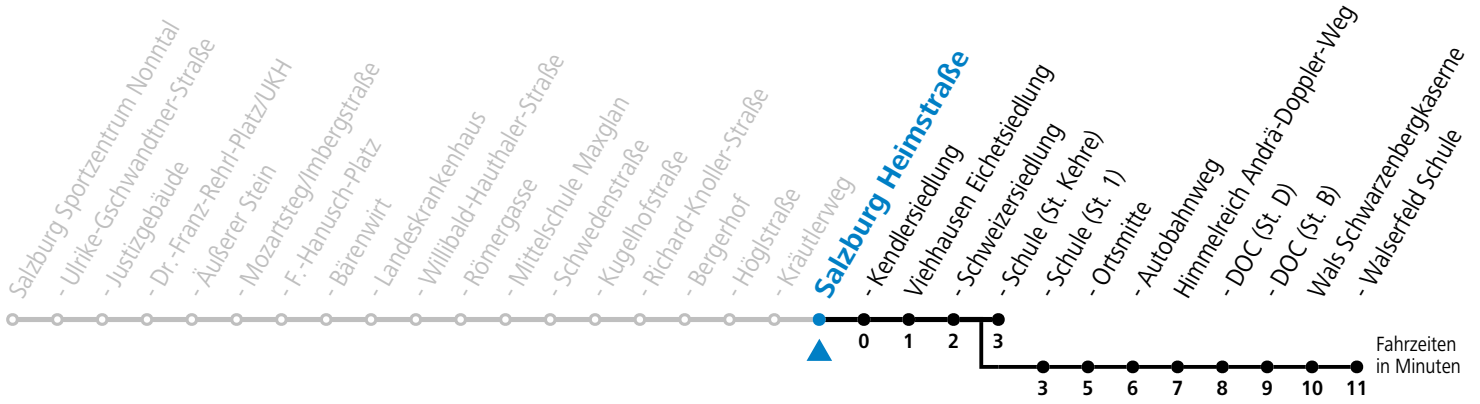 Salzburg Sportzentrum Nonntal
- Ulrike-Gschwandtner-Straße
- Justizgebäude
- Dr.-Franz-Rehrl-Platz/UKH
- Äußerer Stein
- Mozartsteg/Imbergstraße
- F.-Hanusch-Platz
- Bärenwirt
- Landeskrankenhaus
- Willibald-Hauthaler-Straße
- Römergasse
- Mittelschule Maxglan
- Schwedenstraße
- Kugelhofstraße
- Richard-Knoller-Straße
- Bergerhof
- Höglstraße
- Kräutlerweg
Salzburg Heimstraße
- Kendlersiedlung
Viehhausen Eichetsiedlung
- Schweizersiedlung
- Schule (St. Kehre)
- Schule (St. 1)
- Ortsmitte
- Autobahnweg
Himmelreich Andrä-Doppler-Weg
- DOC (St. D)
- DOC (St. B)
Wals Schwarzenbergkaserne
- Walserfeld Schule
0 1 2 3
Fahrzeiten
in Minuten
3 5 6 7 8 9 10 11